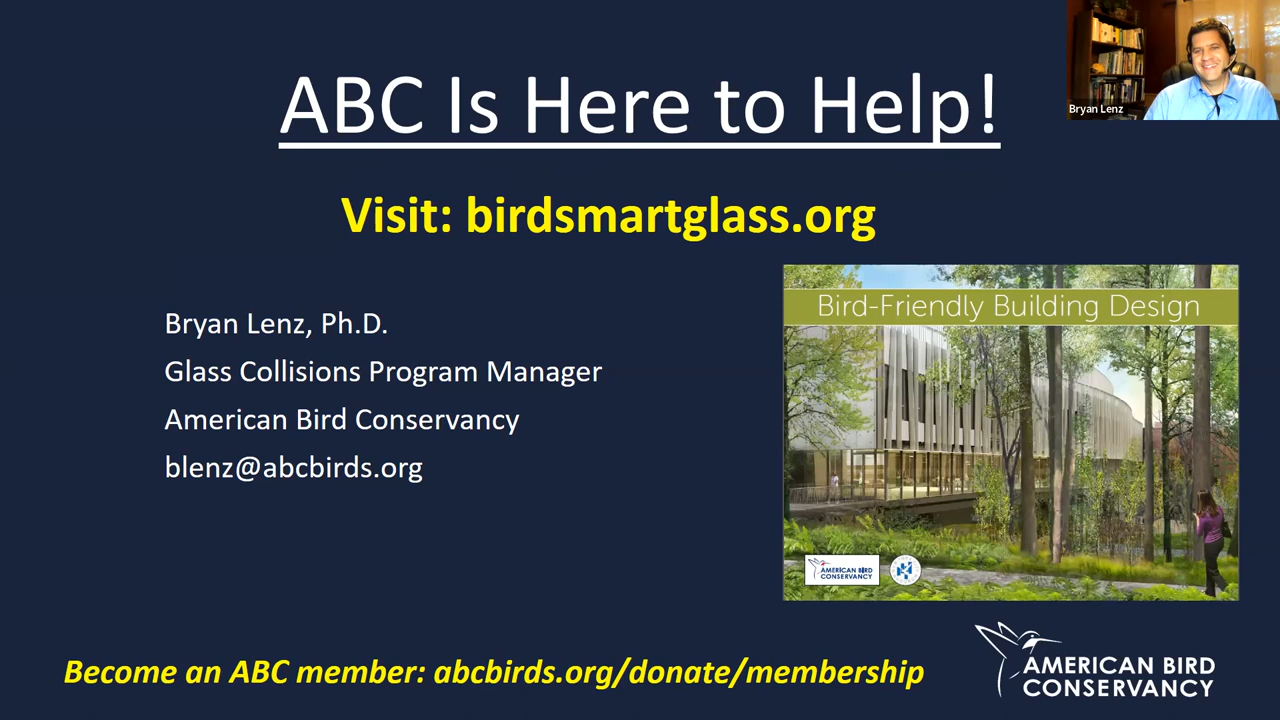 ABC Is Here to Help!
Bryan Lenz
Visit: birdsmartglass.org
Bryan Lenz, Ph.D.
Glass Collisions Program Manager
American Bird Conservancy
blenz@abcbirds.org
Bird-Friendly Building Design
AMERICAN BIRD
CONSERVANCY
Become an ABC member: abcbirds.org/donate/membership
AMERICAN BIRD
CONSERVANCY